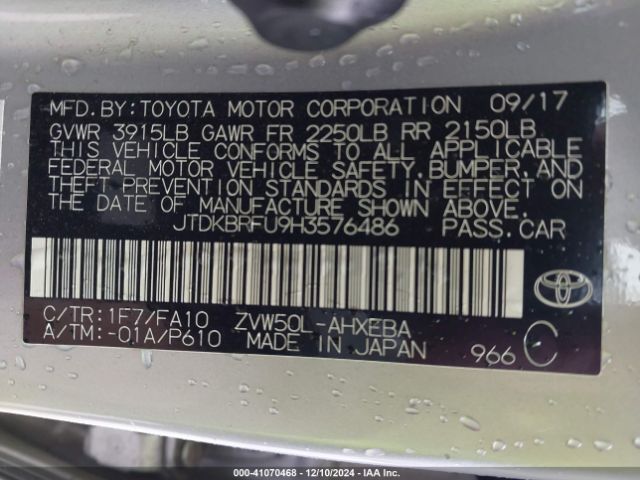 MFD.BY:TOYOTA MOTOR CORPORATION 09/17
GVWR 3915LB GAWR FR 2250LB RR 2150LB
THIS VEHICLE CONFORMS TO ALL APPLICABLE
FEDERAL MOTOR VEHICLE SAFETY,BUMPER,AND
THEFT PREVENTION STANDARDS IN EFFECT ON
THE DATE OF MANUFACTURE SHOWN ABOVE.
JTDKBRFU9H3576486 PASS.CAR
C/TR:1F7/FA10 ZVW50L-AHXEBA
A/TM:-01A/P610 MADE IN JAPAN
966 C
TOYOTA
000-41070468 - 12/10/2024 - IAA Inc.